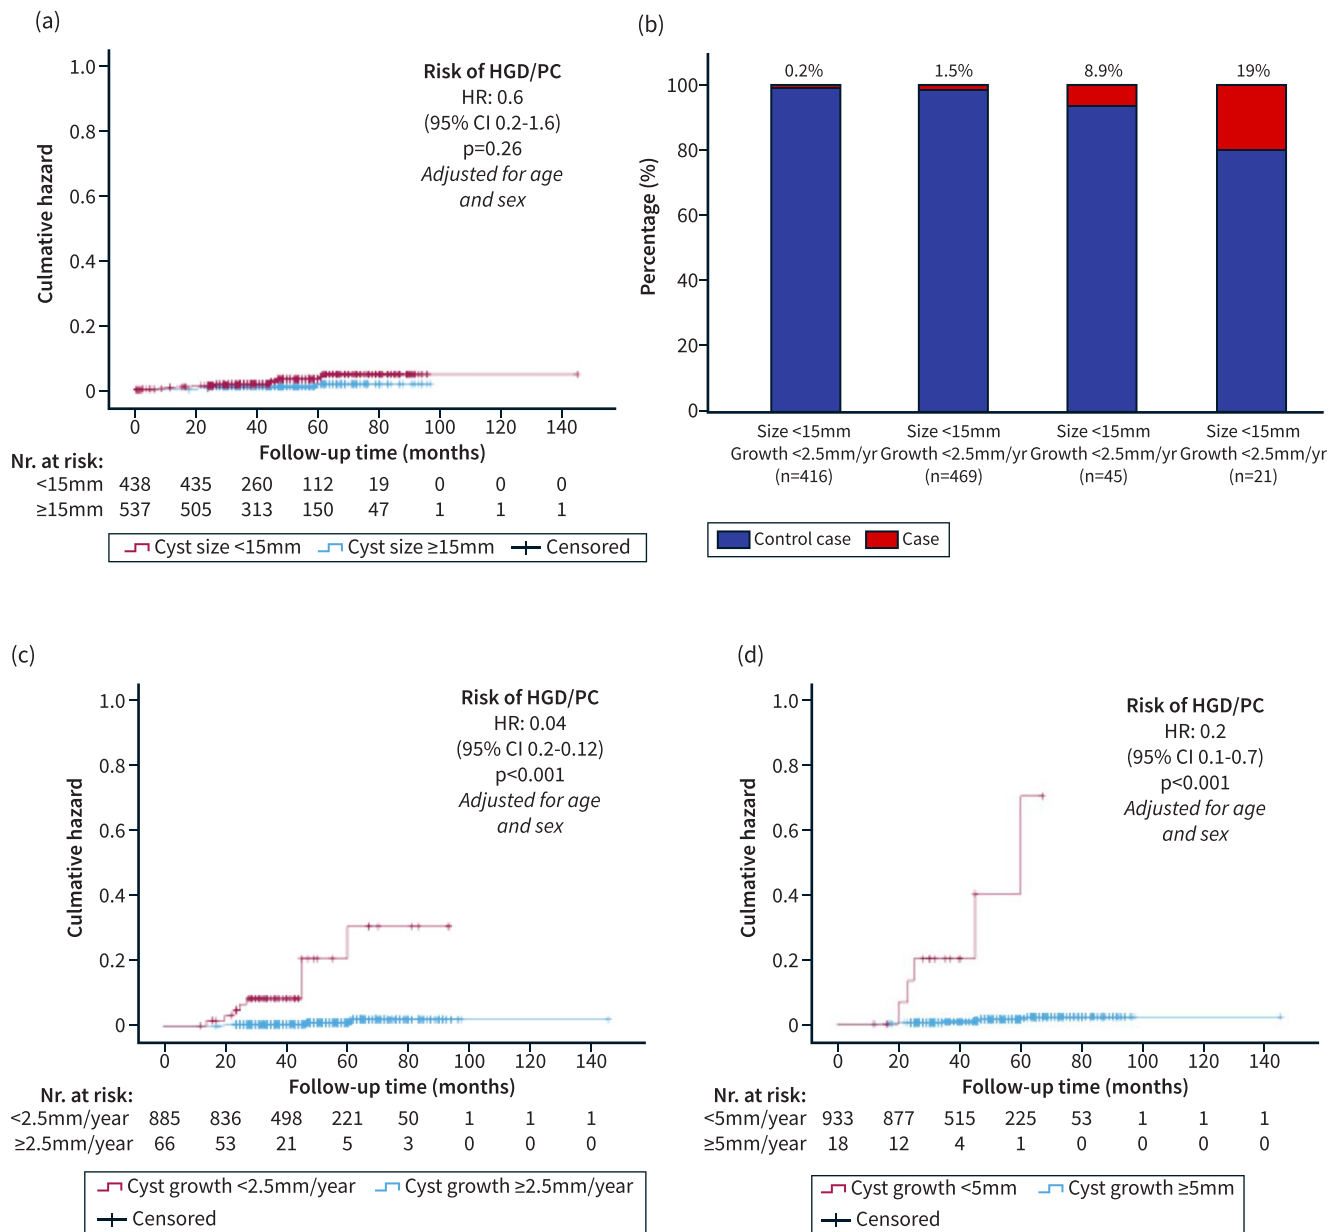 (a)
Culmative hazard
1.0
0.8
0.6
0.4
0.2
0
Risk of HGD/PC
HR: 0.6
(95% CI 0.2-1.6)
p=0.26
Adjusted for age
and sex
0 20 40 60 80 100 120 140
Follow-up time (months)
Nr. at risk:
<15mm 438 435 260 112 19 0 0 0
≥15mm 537 505 313 150 47 1 1 1
Cyst size <15mm Cyst size ≥15mm Censored
(b)
Percentage (%)
100
80
60
40
20
0
0.2% 1.5% 8.9% 19%
Size <15mm Size <15mm Size <15mm Size <15mm
Growth <2.5mm/yr Growth <2.5mm/yr Growth <2.5mm/yr Growth <2.5mm/yr
(n=416) (n=469) (n=45) (n=21)
Control case Case
(c)
Culmative hazard
1.0
0.8
0.6
0.4
0.2
0
Risk of HGD/PC
HR: 0.04
(95% CI 0.2-0.12)
p<0.001
Adjusted for age
and sex
0 20 40 60 80 100 120 140
Follow-up time (months)
Nr. at risk:
<2.5mm/year 885 836 498 221 50 1 1 1
≥2.5mm/year 66 53 21 5 3 0 0 0
Cyst growth <2.5mm/year Cyst growth ≥2.5mm/year
Censored
(d)
Culmative hazard
1.0
0.8
0.6
0.4
0.2
0
Risk of HGD/PC
HR: 0.2
(95% CI 0.1-0.7)
p<0.001
Adjusted for age
and sex
0 20 40 60 80 100 120 140
Follow-up time (months)
Nr. at risk:
<5mm/year 933 877 515 225 53 1 1 1
≥5mm/year 18 12 4 1 0 0 0 0
Cyst growth <5mm Cyst growth ≥5mm
Censored